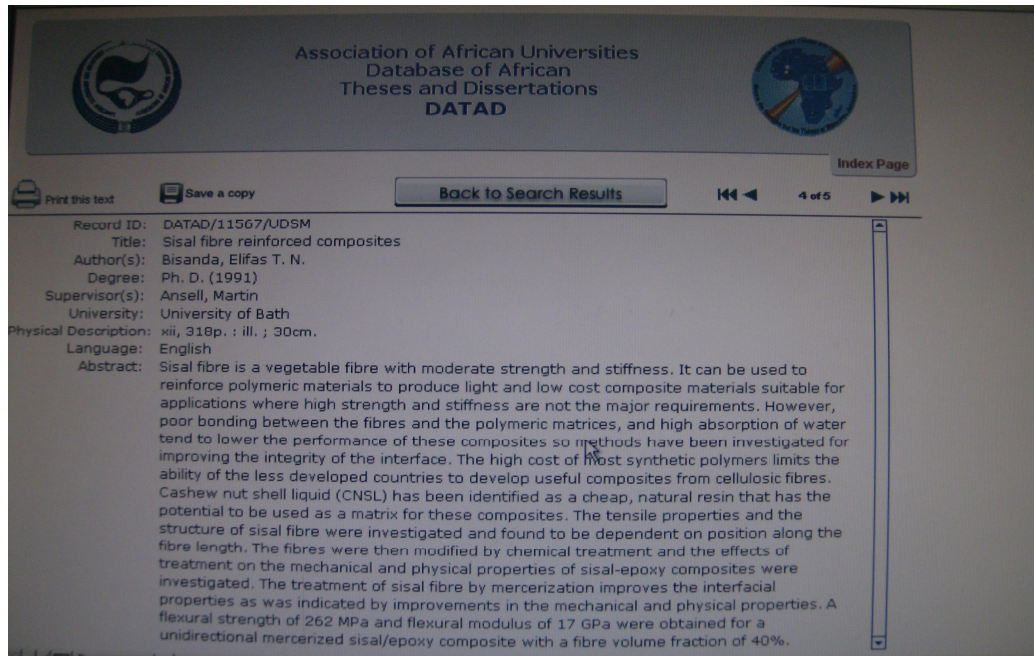 Association of African Universities
Database of African
Theses and Dissertations
DATAD
Index Page
Print this text
Save a copy
Back to Search Results
4 of 5
Record ID: DATAD/11567/UDSM
Title: Sisal fibre reinforced composites
Author(s): Bisanda, Elifas T. N.
Degree: Ph. D. (1991)
Supervisor(s): Ansell, Martin
University: University of Bath
Physical Description: xii, 318p. : ill. ; 30cm.
Language: English
Abstract: Sisal fibre is a vegetable fibre with moderate strength and stiffness. It can be used to
reinforce polymeric materials to produce light and low cost composite materials suitable for
applications where high strength and stiffness are not the major requirements. However,
poor bonding between the fibres and the polymeric matrices, and high absorption of water
tend to lower the performance of these composites so methods have been investigated for
improving the integrity of the interface. The high cost of most synthetic polymers limits the
ability of the less developed countries to develop useful composites from cellulosic fibres.
Cashew nut shell liquid (CNSL) has been identified as a cheap, natural resin that has the
potential to be used as a matrix for these composites. The tensile properties and the
structure of sisal fibre were investigated and found to be dependent on position along the
fibre length. The fibres were then modified by chemical treatment and the effects of
treatment on the mechanical and physical properties of sisal-epoxy composites were
investigated. The treatment of sisal fibre by mercerization improves the interfacial
properties as was indicated by improvements in the mechanical and physical properties. A
flexural strength of 262 MPa and flexural modulus of 17 GPa were obtained for a
unidirectional mercerized sisal/epoxy composite with a fibre volume fraction of 40%.